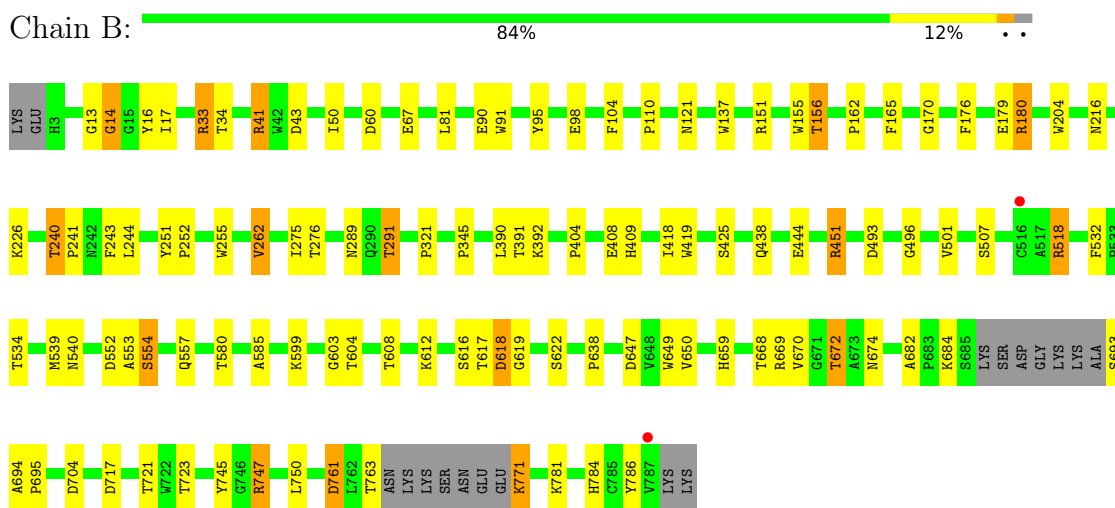 Chain B:
84% 12% • •
LYS GLU H3 G13 G14 G15 Y16 I17 R33 T34 R41 W42 D43 I50 D60 E67 L81 E90 W91 Y95 E98 F104 P110 N121 W137 R151 W155 T156 P162 F165 G170 F176 E179 R180 W204 N216
K226 T240 P241 N242 F243 L244 Y251 P252 W255 V262 I275 T276 N289 Q290 T291 P321 P345 L390 T391 K392 P404 E408 H409 I418 W419 S425 Q438 E444 R451 D493 G496 V501 S507 C516 A517 R518 F532 P533
T534 M539 N540 D552 A553 S554 Q557 T580 A585 K599 G603 T604 T608 K612 S616 T617 D618 G619 S622 P638 D647 V648 W649 V650 H659 T668 R669 V670 G671 T672 A673 N674 A682 P683 K684 S685 LYS SER ASP GLY LYS LYS ALA S693
A694 P695 D704 D717 T721 W722 T723 Y745 G746 R747 L750 D761 L762 T763 ASN LYS LYS SER ASN GLU GLU K771 K781 H784 C785 Y786 V787 LYS LYS